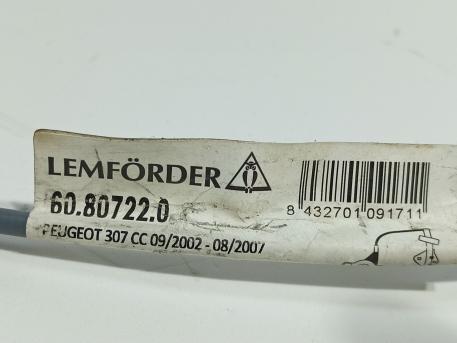 LEMFÖRDER
60.80722.0
PEUGEOT 307 CC 09/2002 - 08/2007
8 432701 091711